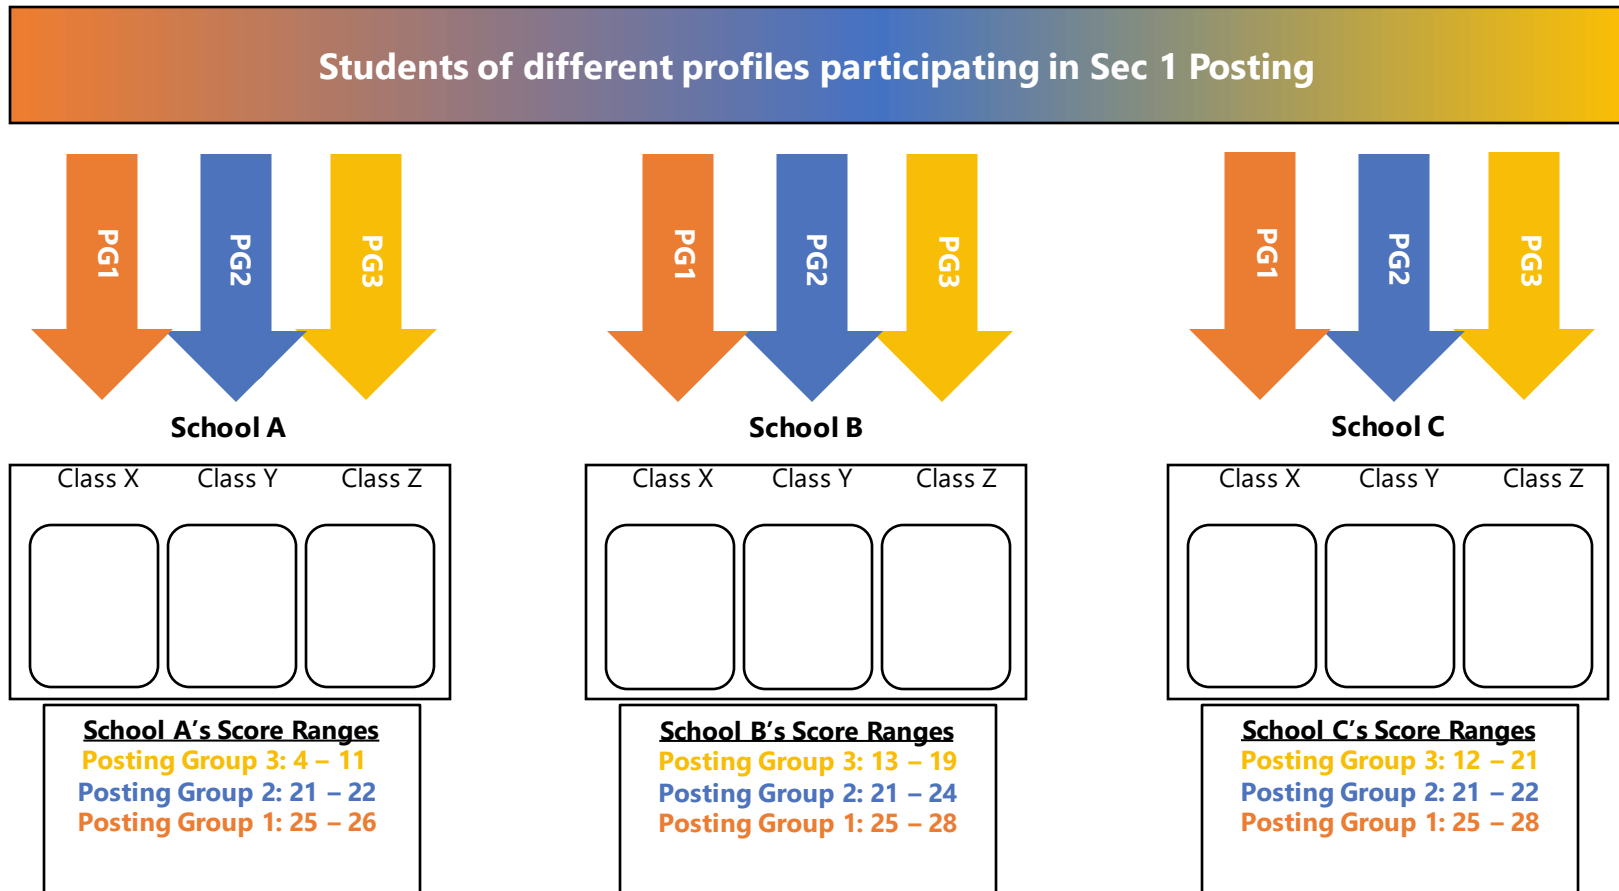 Students of different profiles participating in Sec 1 Posting
PG1
PG2
PG3
PG1
PG2
PG3
PG1
PG2
PG3
School A
School B
School C
Class X
Class Y
Class Z
Class X
Class Y
Class Z
Class X
Class Y
Class Z
School A’s Score Ranges
Posting Group 3: 4 – 11
Posting Group 2: 21 – 22
Posting Group 1: 25 – 26
School B’s Score Ranges
Posting Group 3: 13 – 19
Posting Group 2: 21 – 24
Posting Group 1: 25 – 28
School C’s Score Ranges
Posting Group 3: 12 – 21
Posting Group 2: 21 – 22
Posting Group 1: 25 – 28